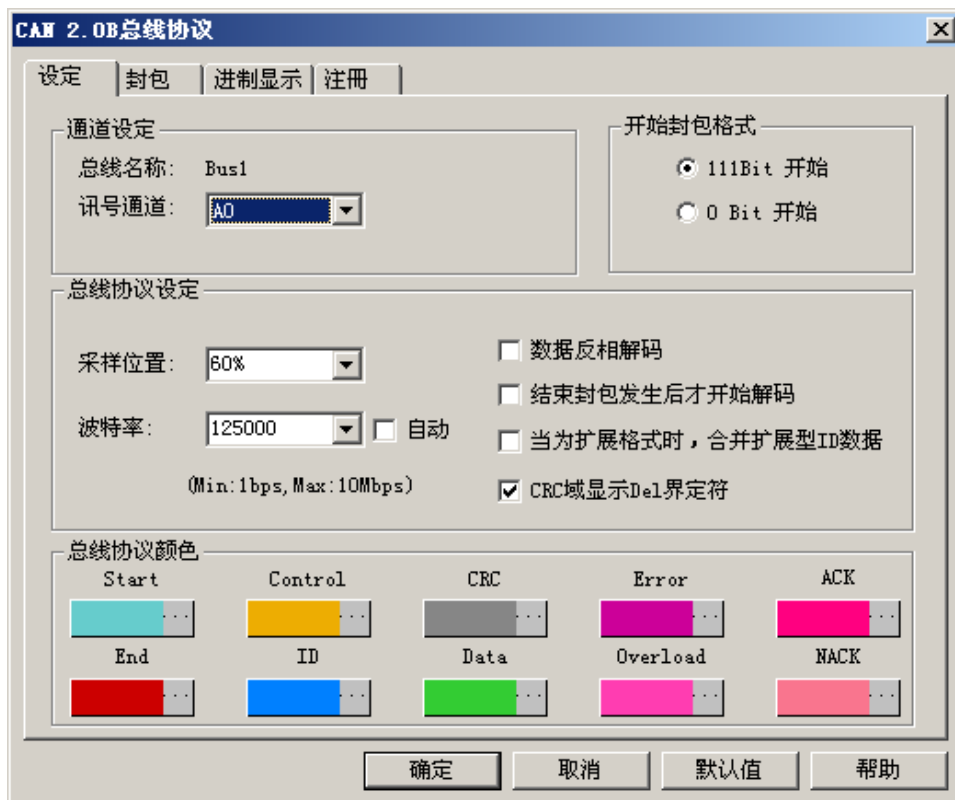 CAN 2.0B总线协议
设定 封包 进制显示 注冊
通道设定
总线名称: Bus1
讯号通道: A0
开始封包格式
111Bit 开始
0 Bit 开始
总线协议设定
采样位置: 60%
波特率: 125000 自动
(Min:1bps,Max:10Mbps)
数据反相解码
结束封包发生后才开始解码
当为扩展格式时，合并扩展型ID数据
CRC域显示Del界定符
总线协议颜色
Start Control CRC Error ACK
... ... ... ... ...
End ID Data Overload NACK
... ... ... ... ...
确定 取消 默认值 帮助